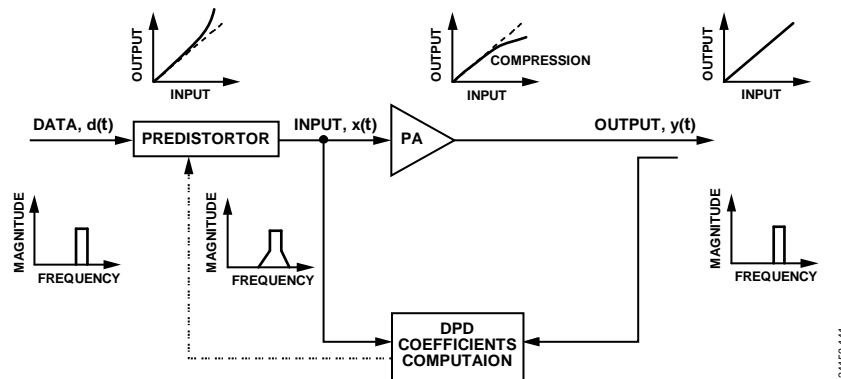 OUTPUT
INPUT
OUTPUT
COMPRESSION
INPUT
OUTPUT
INPUT
DATA, d(t)
PREDISTORTOR
INPUT, x(t)
PA
OUTPUT, y(t)
MAGNITUDE
FREQUENCY
MAGNITUDE
FREQUENCY
MAGNITUDE
FREQUENCY
DPD
COEFFICIENTS
COMPUTAION